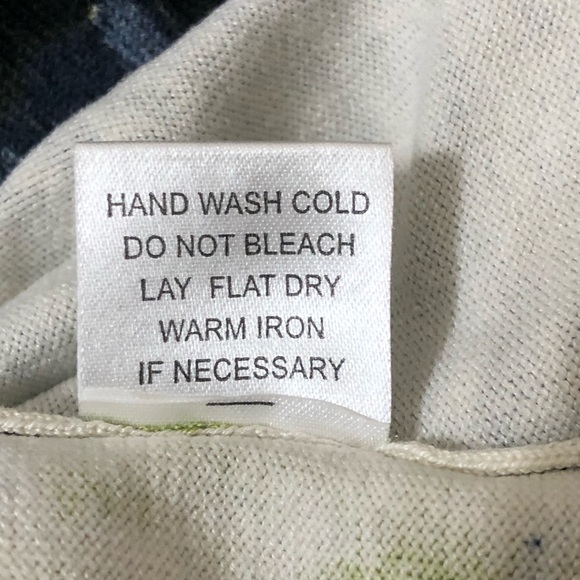 HAND WASH COLD
DO NOT BLEACH
LAY FLAT DRY
WARM IRON
IF NECESSARY